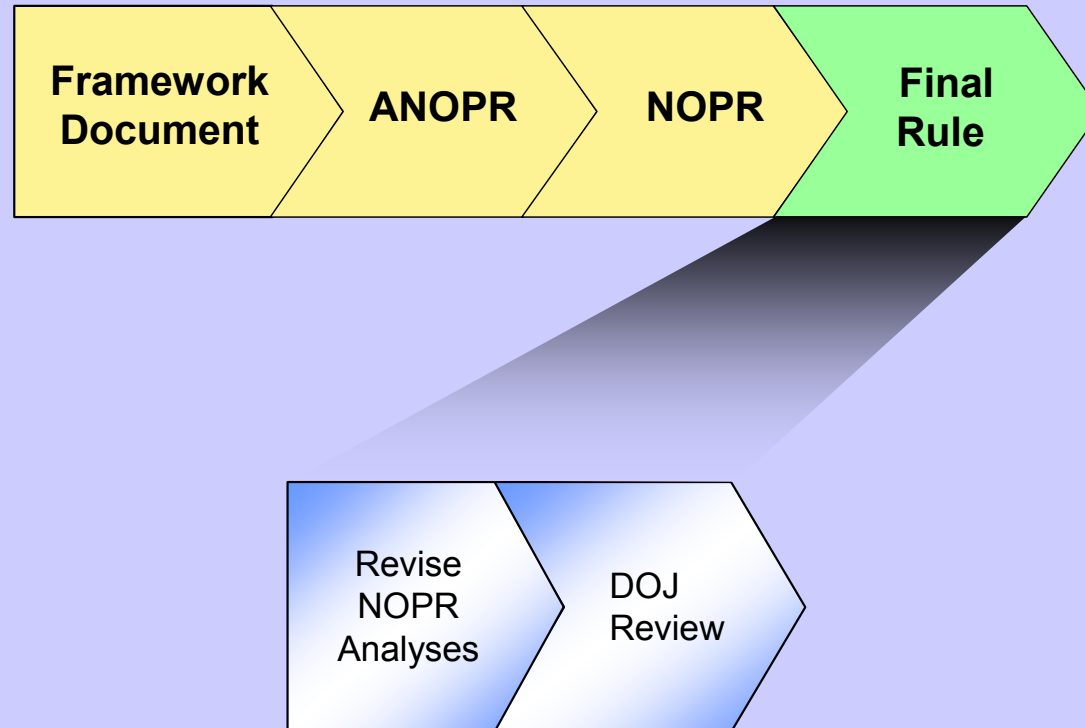 Framework
Document
ANOPR
NOPR
Final
Rule
Revise
NOPR
Analyses
DOJ
Review